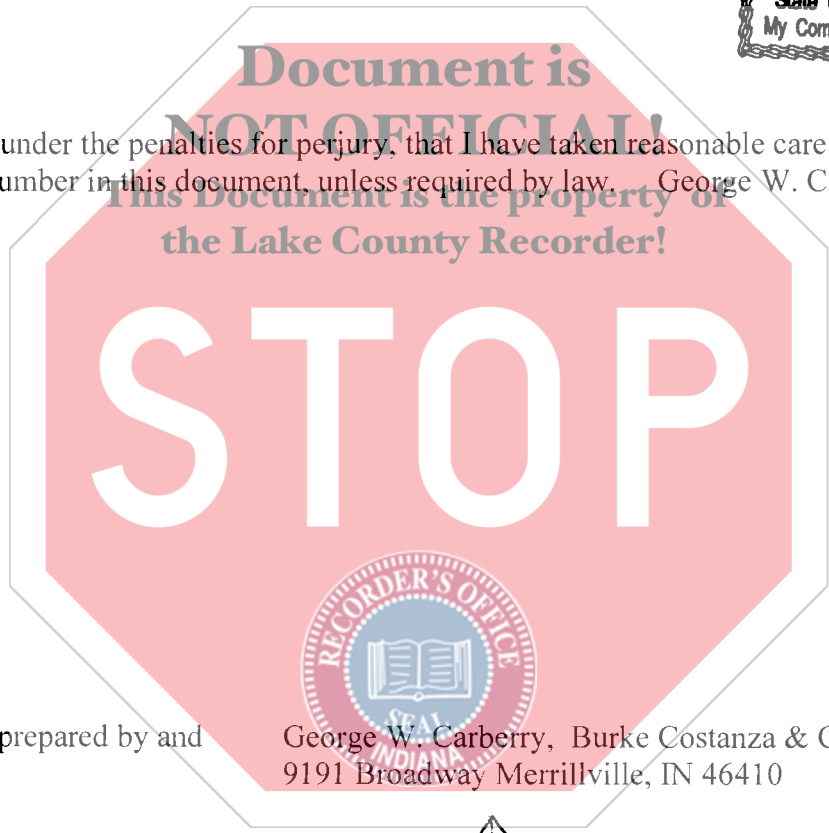 State
My Com
Document is
NOT OFFICIAL!
under the penalties for perjury, that I have taken reasonable care
umber in this document, unless required by law. George W. C
This Document is the property of
the Lake County Recorder!
STOP
RECORDER'S OFFICE
SEAL
INDIANA
prepared by and George W. Carberry, Burke Costanza & C
9191 Broadway Merrillville, IN 46410